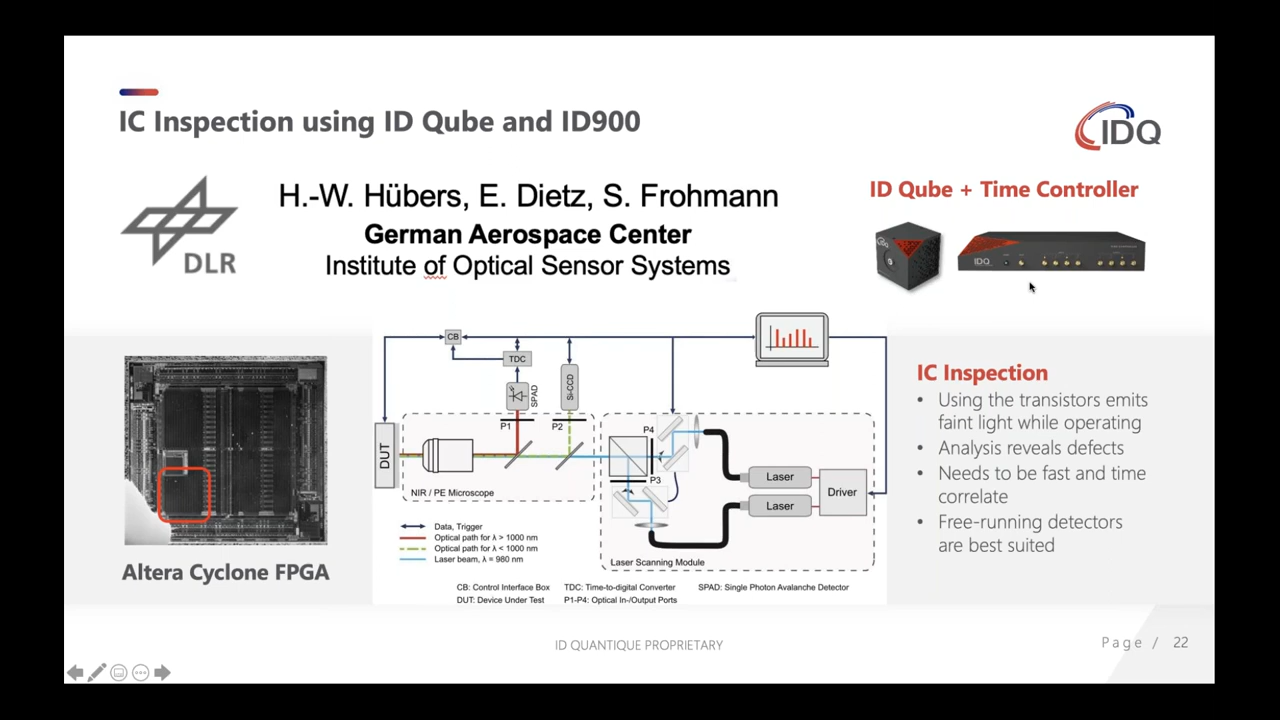 IC Inspection using ID Qube and ID900
IDQ
DLR
H.-W. Hübers, E. Dietz, S. Frohmann
German Aerospace Center
Institute of Optical Sensor Systems
ID Qube + Time Controller
IDQ
Altera Cyclone FPGA
CB
TDC
SPAD
Si-CCD
P1
P2
DUT
NIR / PE Microscope
P4
P3
Laser
Laser
Driver
Laser Scanning Module
Data, Trigger
Optical path for λ > 1000 nm
Optical path for λ < 1000 nm
Laser beam, λ = 980 nm
CB: Control Interface Box TDC: Time-to-digital Converter SPAD: Single Photon Avalanche Detector
DUT: Device Under Test P1-P4: Optical In-/Output Ports
IC Inspection
• Using the transistors emits
faint light while operating
• Analysis reveals defects
• Needs to be fast and time
correlate
• Free-running detectors
are best suited
ID QUANTIQUE PROPRIETARY
Page / 22